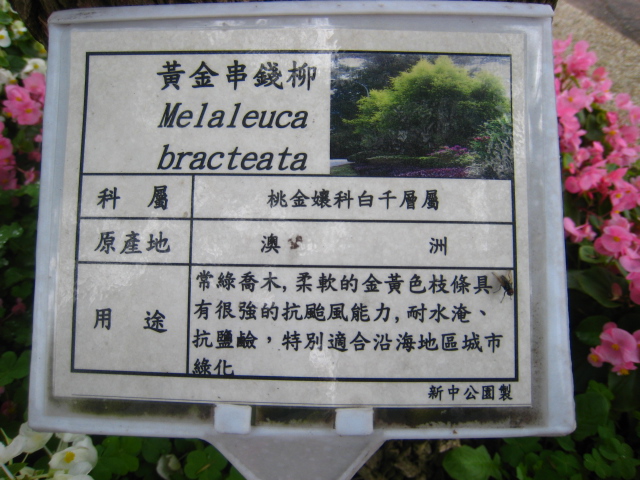 黃金串錢柳
Melaleuca
bracteata
科屬 桃金孃科白千層屬
原產地 澳洲
用途 常綠喬木,柔軟的金黃色枝條具
有很強的抗颱風能力,耐水淹、
抗鹽鹼，特別適合沿海地區城市
綠化
新中公園製